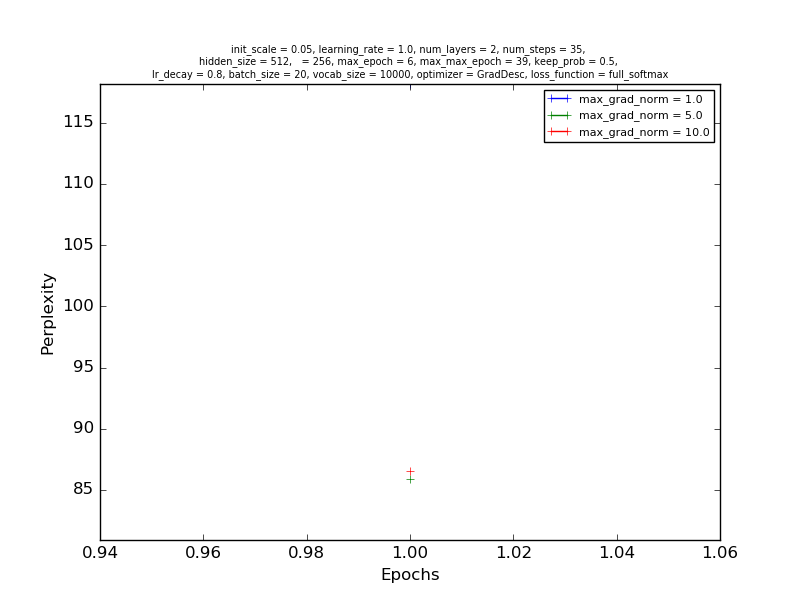 init_scale = 0.05, learning_rate = 1.0, num_layers = 2, num_steps = 35,
hidden_size = 512,   = 256, max_epoch = 6, max_max_epoch = 39, keep_prob = 0.5,
lr_decay = 0.8, batch_size = 20, vocab_size = 10000, optimizer = GradDesc, loss_function = full_softmax
max_grad_norm = 1.0
max_grad_norm = 5.0
max_grad_norm = 10.0
115
110
105
100
95
90
85
Perplexity
0.94 0.96 0.98 1.00 1.02 1.04 1.06
Epochs